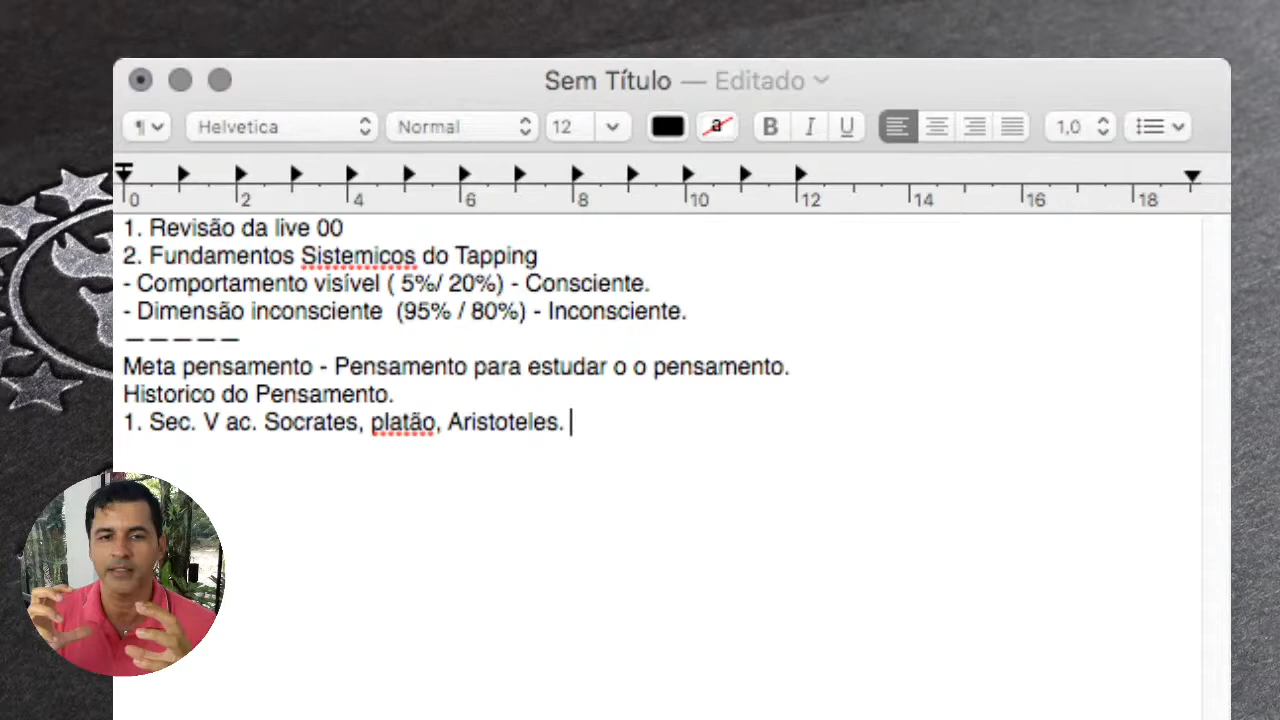 Sem Título — Editado
¶ Helvetica Normal 12 a B I U 1,0
0 2 4 6 8 10 12 14 16 18
1. Revisão da live 00
2. Fundamentos Sistemicos do Tapping
- Comportamento visível ( 5%/ 20%) - Consciente.
- Dimensão inconsciente  (95% / 80%) - Inconsciente.
—————
Meta pensamento - Pensamento para estudar o o pensamento.
Historico do Pensamento.
1. Sec. V ac. Socrates, platão, Aristoteles.